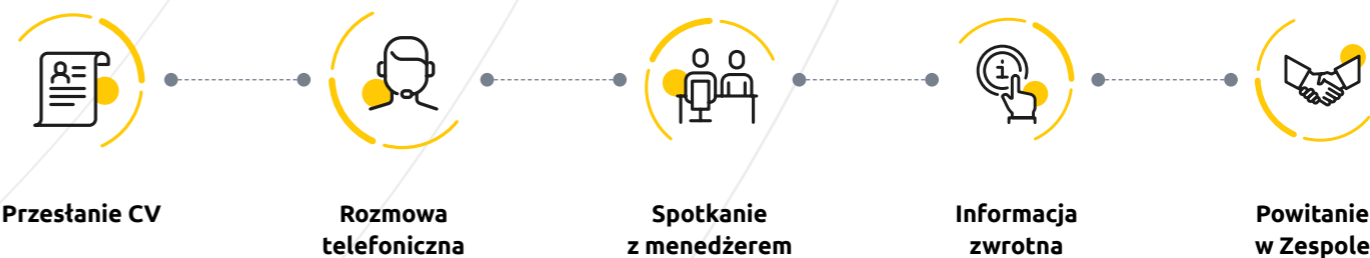 Przesłanie CV
Rozmowa
telefoniczna
Spotkanie
z menedżerem
Informacja
zwrotna
Powitanie
w Zespole